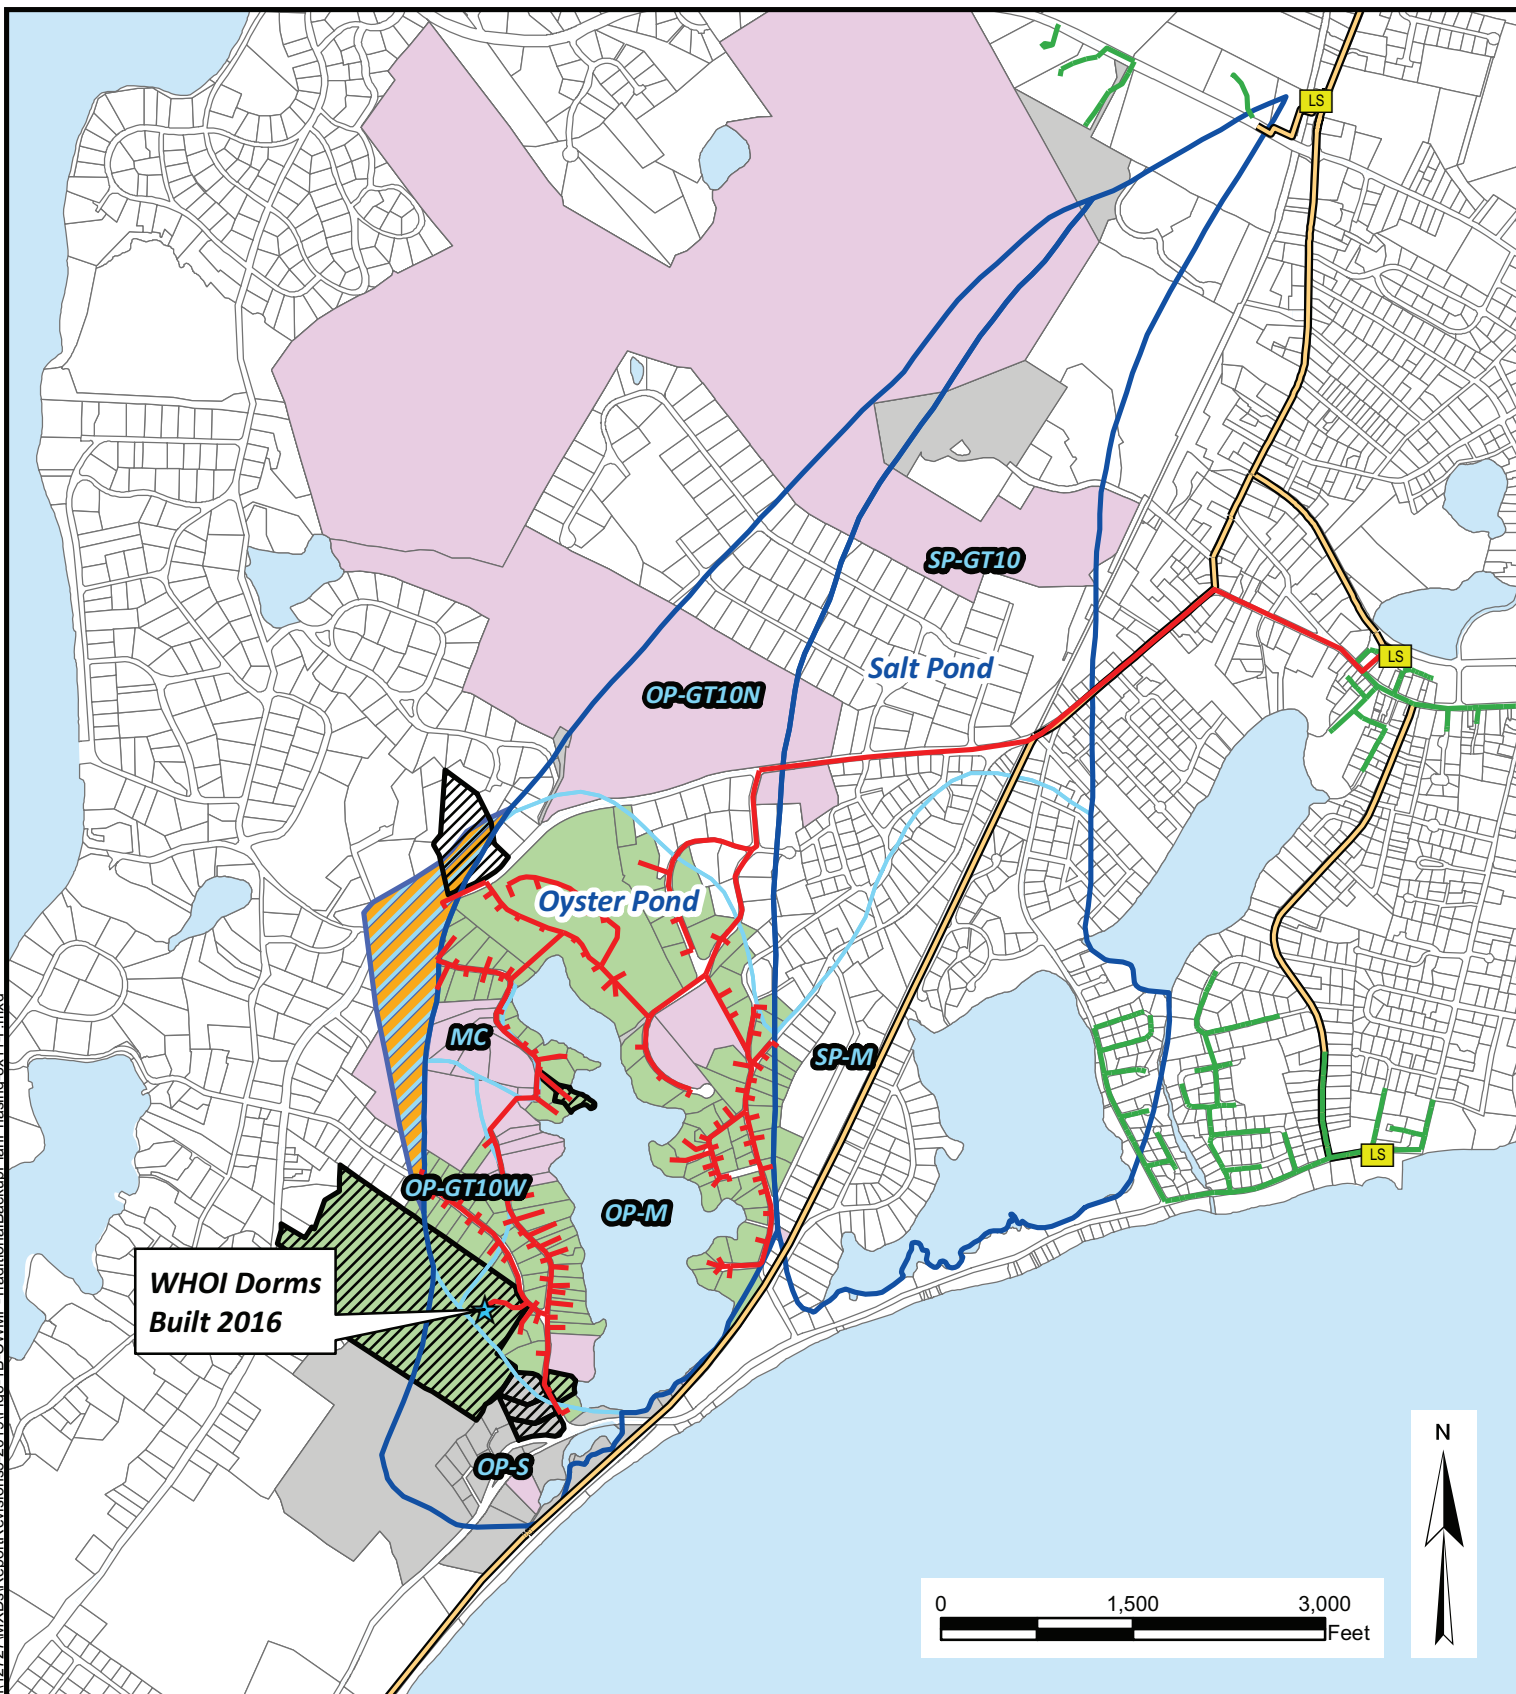 LS
SP-GT10
LS
Salt Pond
OP-GT10N
Oyster Pond
MC
SP-M
LS
OP-GT10W
OP-M
WHOI Dorms
Built 2016
OP-S
N
0 1,500 3,000
Feet